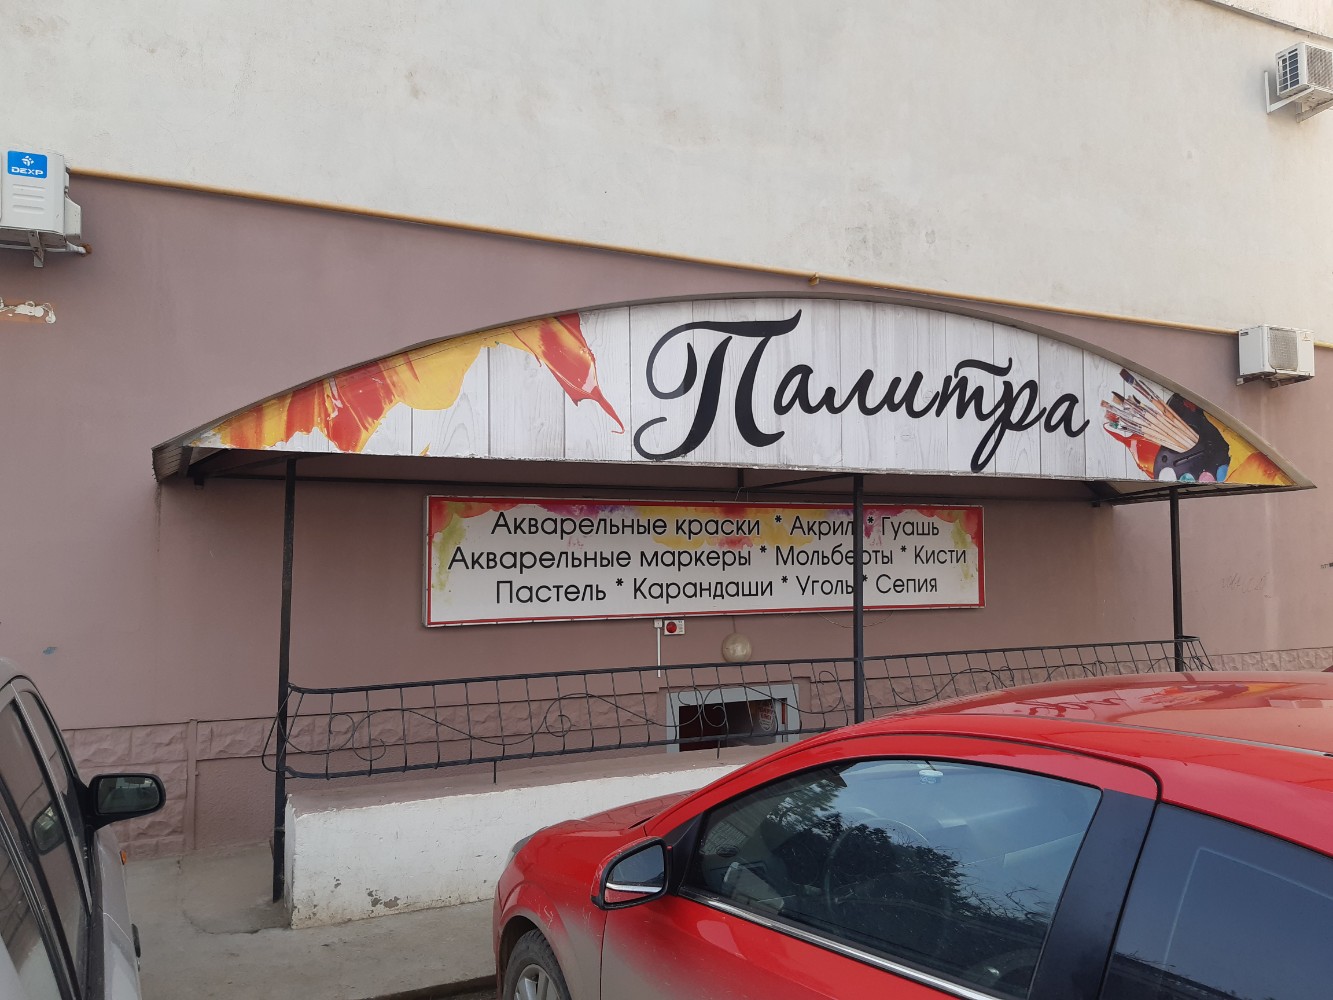 DEXP
Палитра
Акварельные краски * Акрил * Гуашь
Акварельные маркеры * Мольберты * Кисти
Пастель * Карандаши * Уголь * Сепия